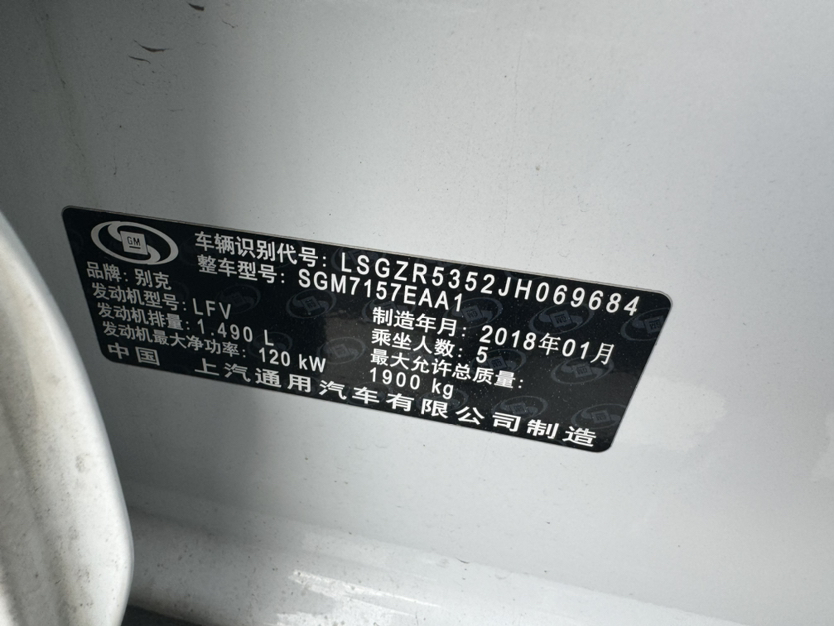 GM
车辆识别代号: LSGZR5352JH069684
整车型号: SGM7157EAA1
品牌: 别克
发动机型号: LFV
制造年月: 2018年01月
发动机排量: 1.490 L
乘坐人数: 5
发动机最大净功率: 120 kW
最大允许总质量:
1900 kg
中国 上汽通用汽车有限公司制造